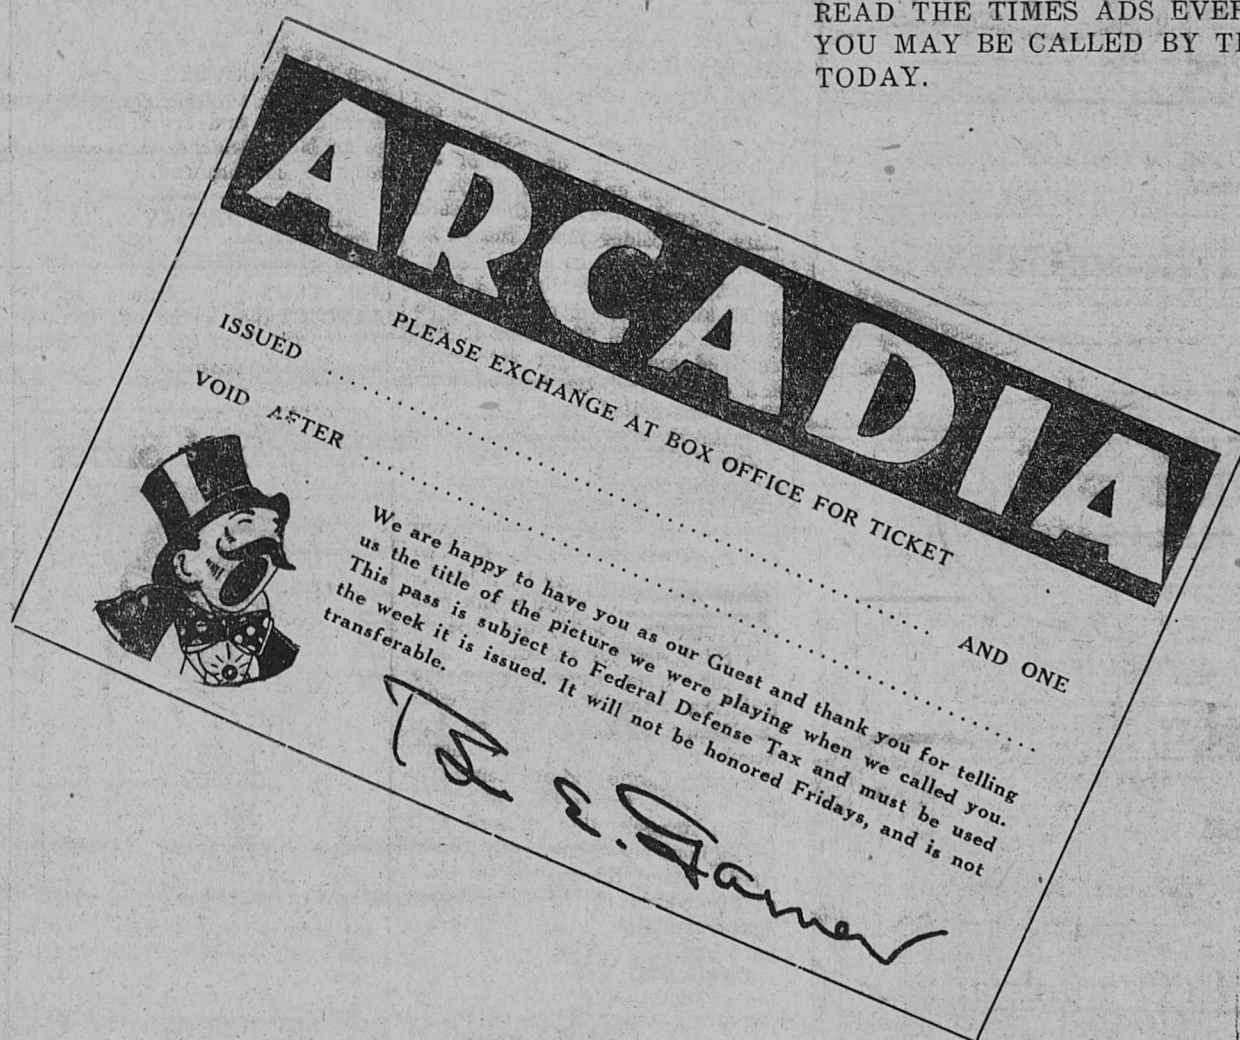 READ THE TIMES ADS EVER
YOU MAY BE CALLED BY TH
TODAY.
ARCADIA
PLEASE EXCHANGE AT BOX OFFICE FOR TICKET
ISSUED .................... AND ONE
VOID AFTER ....................
We are happy to have you as our Guest and thank you for telling
us the title of the picture we were playing when we called you.
This pass is subject to Federal Defense Tax and must be used
the week it is issued. It will not be honored Fridays, and is not
transferable.